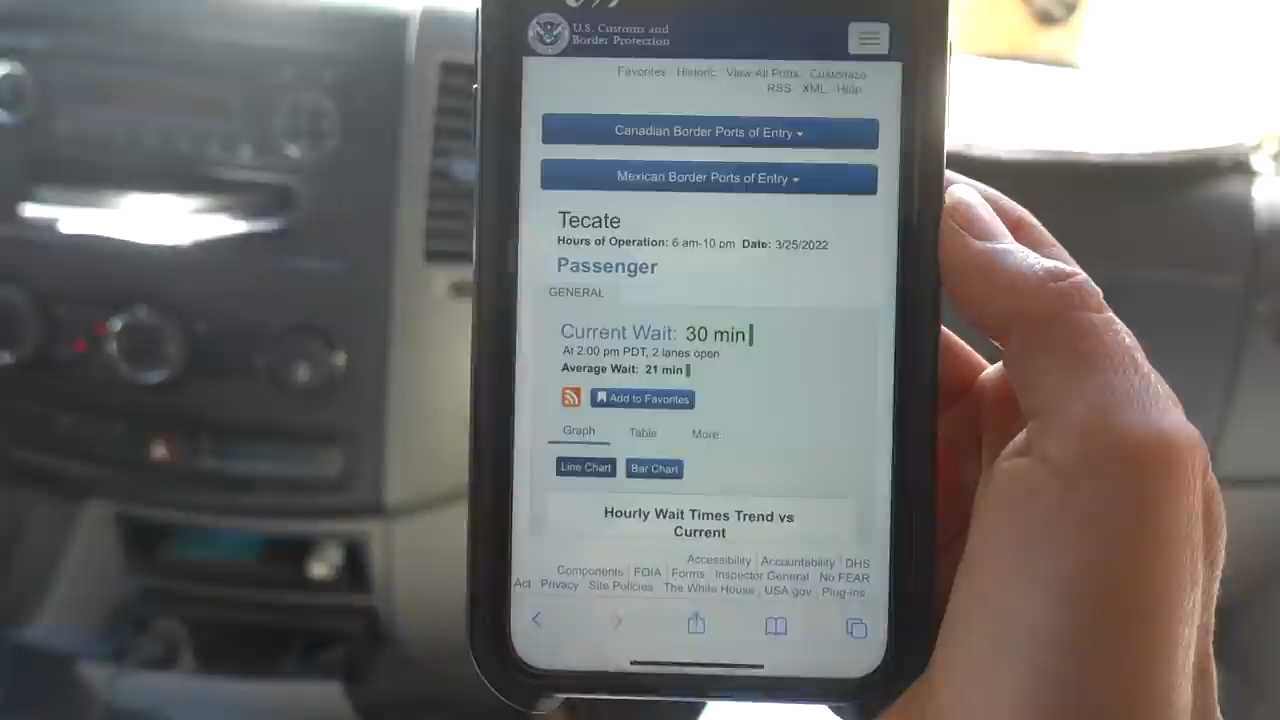 U.S. Customs and
Border Protection
Favorites Historic View All Ports Customize
RSS XML Help
Canadian Border Ports of Entry
Mexican Border Ports of Entry
Tecate
Hours of Operation: 6 am-10 pm Date: 3/25/2022
Passenger
GENERAL
Current Wait: 30 min
At 2:00 pm PDT, 2 lanes open
Average Wait: 21 min
Add to Favorites
Graph Table More
Line Chart Bar Chart
Hourly Wait Times Trend vs
Current
Accessibility Accountability DHS
Components FOIA Forms Inspector General No FEAR
Act Privacy Site Policies The White House USA.gov Plug-ins